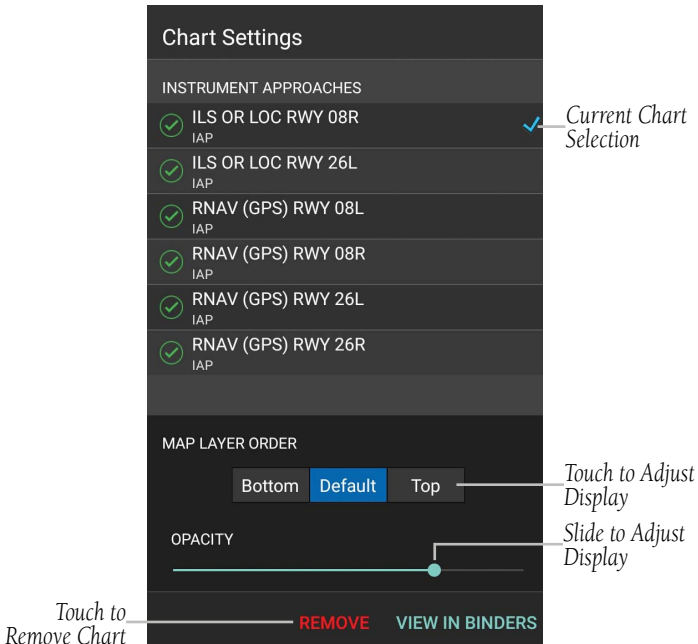 Chart Settings
INSTRUMENT APPROACHES
ILS OR LOC RWY 08R
IAP
Current Chart
Selection
ILS OR LOC RWY 26L
IAP
RNAV (GPS) RWY 08L
IAP
RNAV (GPS) RWY 08R
IAP
RNAV (GPS) RWY 26L
IAP
RNAV (GPS) RWY 26R
IAP
MAP LAYER ORDER
Bottom Default Top
Touch to Adjust
Display
OPACITY
Slide to Adjust
Display
Touch to
Remove Chart
REMOVE VIEW IN BINDERS